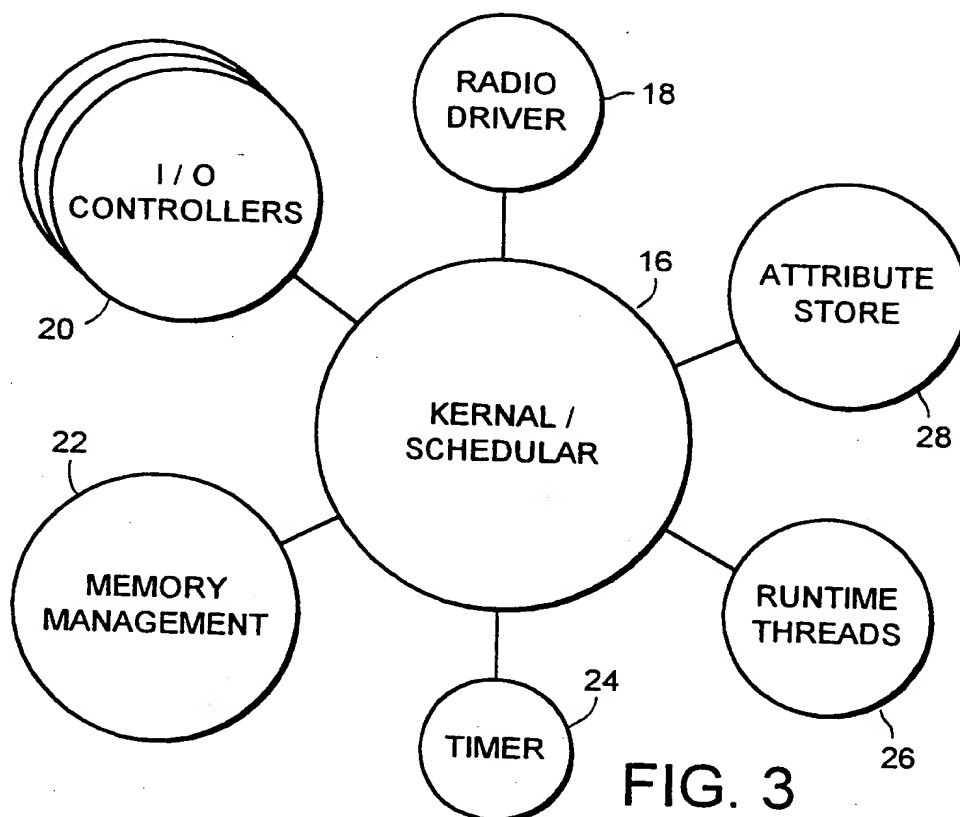 RADIO
DRIVER
18
I / O
CONTROLLERS
20
16
ATTRIBUTE
STORE
28
KERNAL /
SCHEDULAR
22
MEMORY
MANAGEMENT
RUNTIME
THREADS
26
24
TIMER
FIG. 3